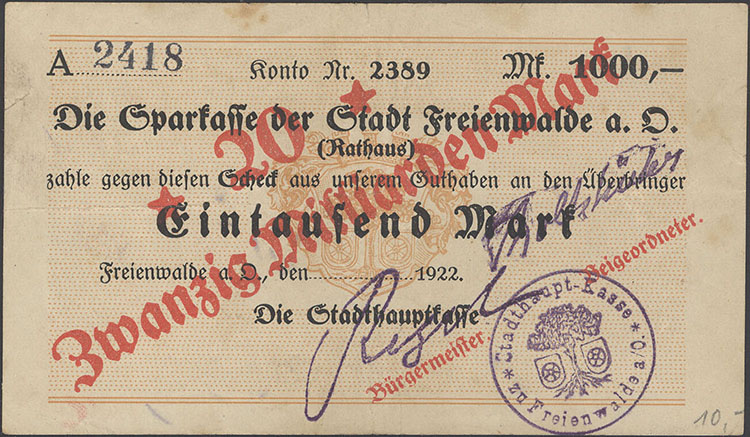 A 2418
Konto Nr. 2389
Mk. 1000,—
Die Sparkasse der Stadt Freienwalde a. O.
(Rathaus)
zahle gegen diesen Scheck aus unserem Guthaben an den Überbringer
Eintausend Mark
Freienwalde a. O., den 1922.
Die Stadthauptkasse
* 20 *
Zwanzig Milliarden Mark
Bürgermeister.
Beigeordneter.
* Stadthaupt-Kasse * zu Freienwalde a/O.
10,-